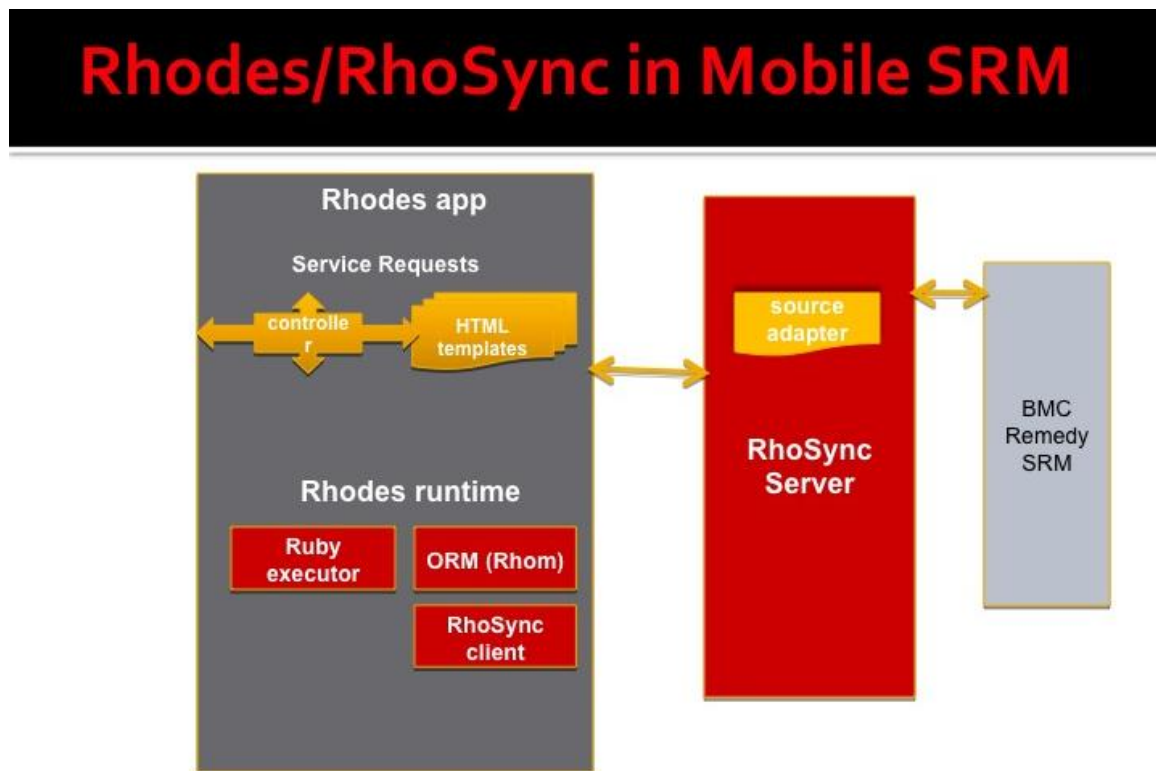 Rhodes/RhoSync in Mobile SRM
Rhodes app
Service Requests
controlle
r
HTML
templates
Rhodes runtime
Ruby
executor
ORM (Rhom)
RhoSync
client
source
adapter
RhoSync
Server
BMC
Remedy
SRM